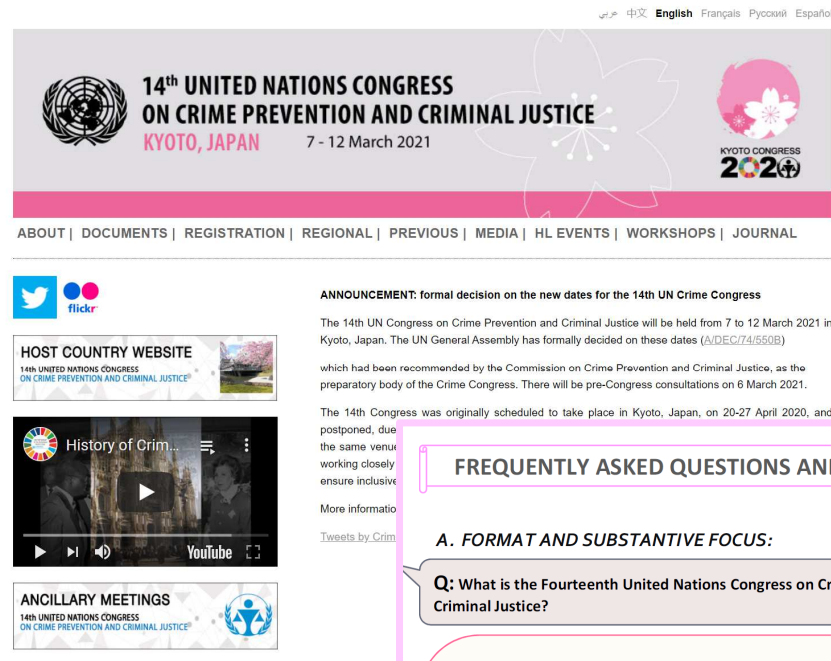 عربي 中文 English Français Русский Españo
14th UNITED NATIONS CONGRESS
ON CRIME PREVENTION AND CRIMINAL JUSTICE
KYOTO, JAPAN 7 - 12 March 2021
KYOTO CONGRESS
2020
ABOUT | DOCUMENTS | REGISTRATION | REGIONAL | PREVIOUS | MEDIA | HL EVENTS | WORKSHOPS | JOURNAL
flickr
HOST COUNTRY WEBSITE
14th UNITED NATIONS CONGRESS
ON CRIME PREVENTION AND CRIMINAL JUSTICE
History of Crim...
YouTube
ANCILLARY MEETINGS
14th UNITED NATIONS CONGRESS
ON CRIME PREVENTION AND CRIMINAL JUSTICE
ANNOUNCEMENT: formal decision on the new dates for the 14th UN Crime Congress
The 14th UN Congress on Crime Prevention and Criminal Justice will be held from 7 to 12 March 2021 in
Kyoto, Japan. The UN General Assembly has formally decided on these dates (A/DEC/74/550B)
which had been recommended by the Commission on Crime Prevention and Criminal Justice, as the
preparatory body of the Crime Congress. There will be pre-Congress consultations on 6 March 2021.
The 14th Congress was originally scheduled to take place in Kyoto, Japan, on 20-27 April 2020, and
postponed, due
the same venue
working closely
ensure inclusive
More informatio
Tweets by Crim
FREQUENTLY ASKED QUESTIONS AN
A. FORMAT AND SUBSTANTIVE FOCUS:
Q: What is the Fourteenth United Nations Congress on Cr
Criminal Justice?